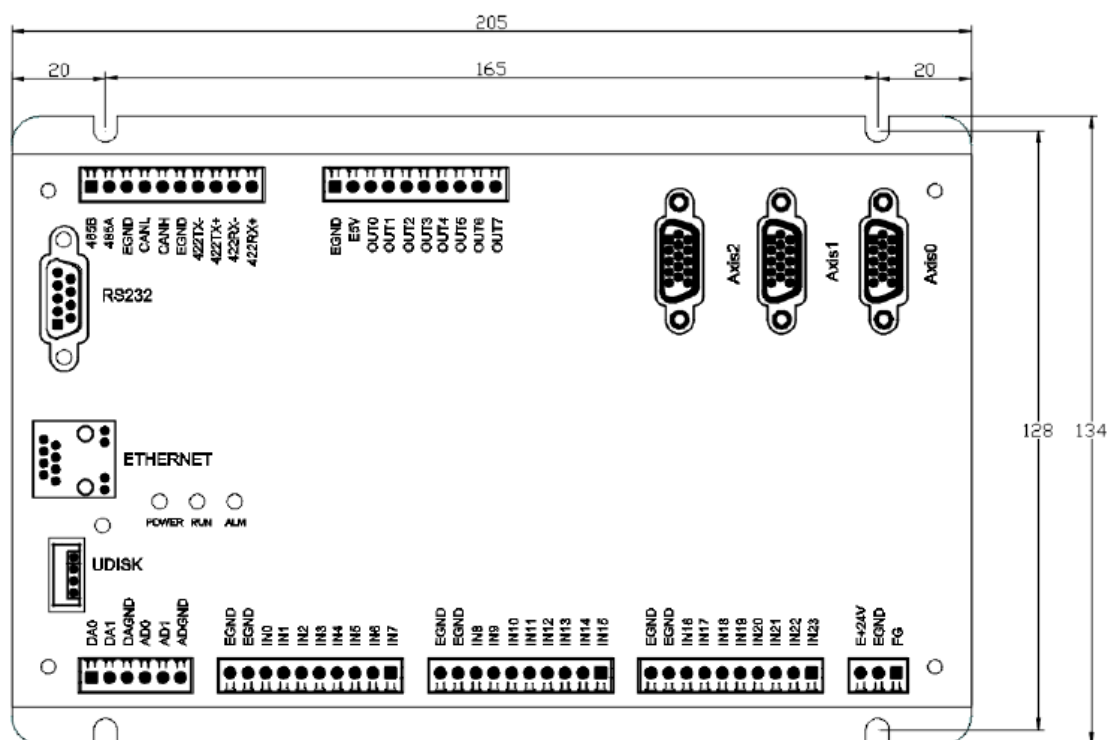 205
20 165 20
485B 485A EGND CANL CANH EGND 422TX- 422TX+ 422RX- 422RX+
EGND E5V OUT0 OUT1 OUT2 OUT3 OUT4 OUT5 OUT6 OUT7
Axis2 Axis1 Axis0
RS232
128 134
ETHERNET
POWER RUN ALM
UDISK
DA0 DA1 DAGND AD0 AD1 ADGND
EGND EGND IN0 IN1 IN2 IN3 IN4 IN5 IN6 IN7
EGND EGND IN8 IN9 IN10 IN11 IN12 IN13 IN14 IN15
EGND EGND IN16 IN17 IN18 IN19 IN20 IN21 IN22 IN23
E+24V EGND FG